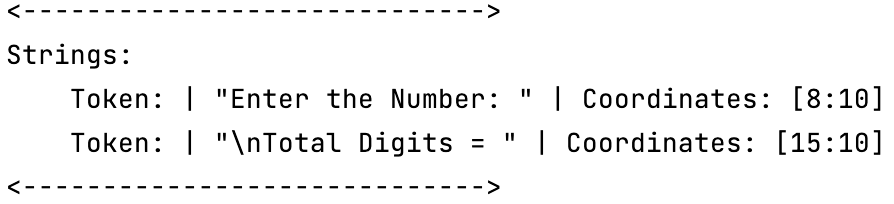 <----------------------------->
Strings:
    Token: | "Enter the Number: " | Coordinates: [8:10]
    Token: | "\nTotal Digits = " | Coordinates: [15:10]
<----------------------------->